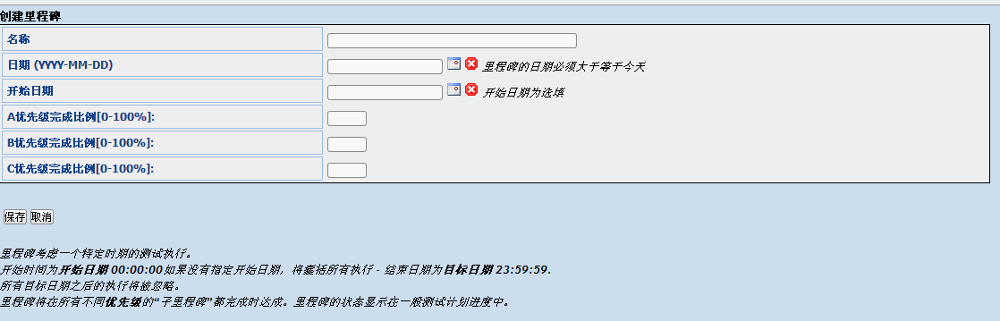 创建里程碑
名称
日期 (YYYY-MM-DD) 里程碑的日期必须大于等于今天
开始日期 开始日期为选填
A优先级完成比例[0-100%]:
B优先级完成比例[0-100%]:
C优先级完成比例[0-100%]:
保存 取消
里程碑考虑一个特定时期的测试执行。
开始时间为开始日期 00:00:00如果没有指定开始日期，将囊括所有执行 - 结束日期为目标日期 23:59:59.
所有目标日期之后的执行将被忽略。
里程碑将在所有不同优先级的“子里程碑”都完成时达成。里程碑的状态显示在一般测试计划进度中。